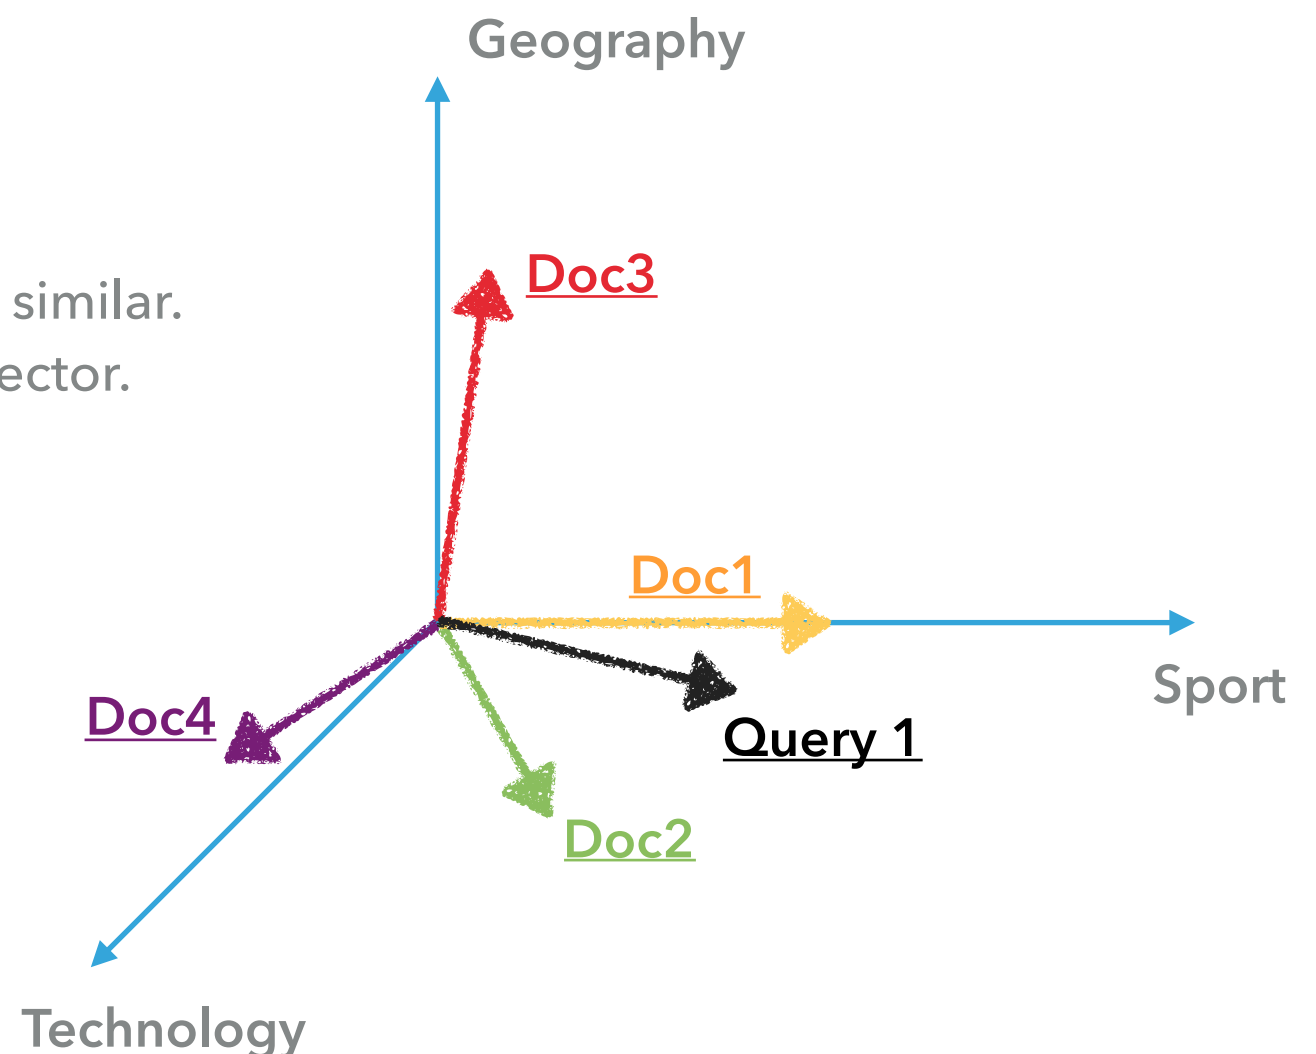 Geography
Doc3
similar.
ector.
Doc1
Sport
Doc4
Query 1
Doc2
Technology